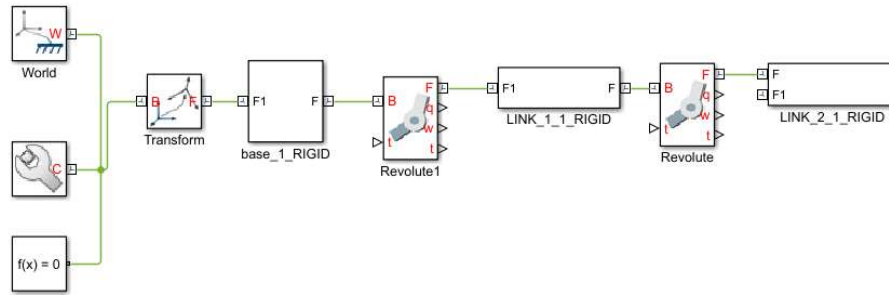 W
World
C
f(x) = 0
B F
Transform
F1 F
base_1_RIGID
B F
q
w
t t
Revolute1
F1 F
LINK_1_1_RIGID
B F
q
w
t t
Revolute
F
F1
LINK_2_1_RIGID